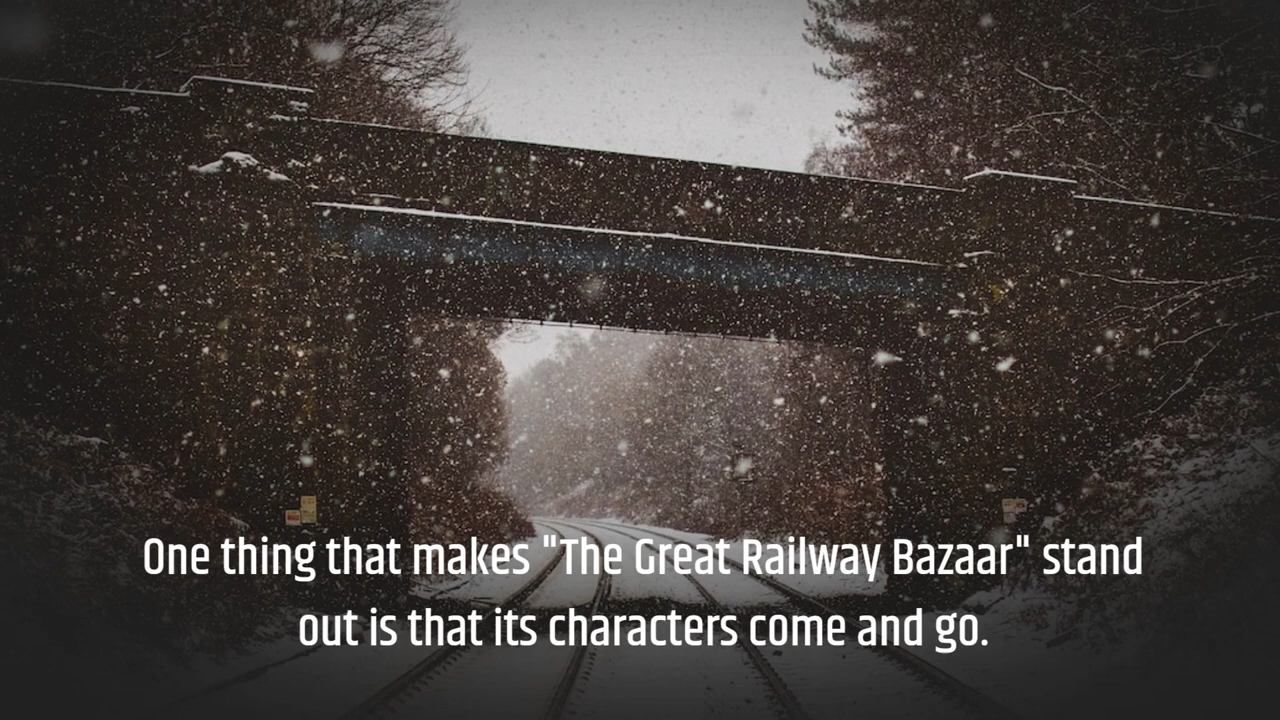 One thing that makes "The Great Railway Bazaar" stand
out is that its characters come and go.